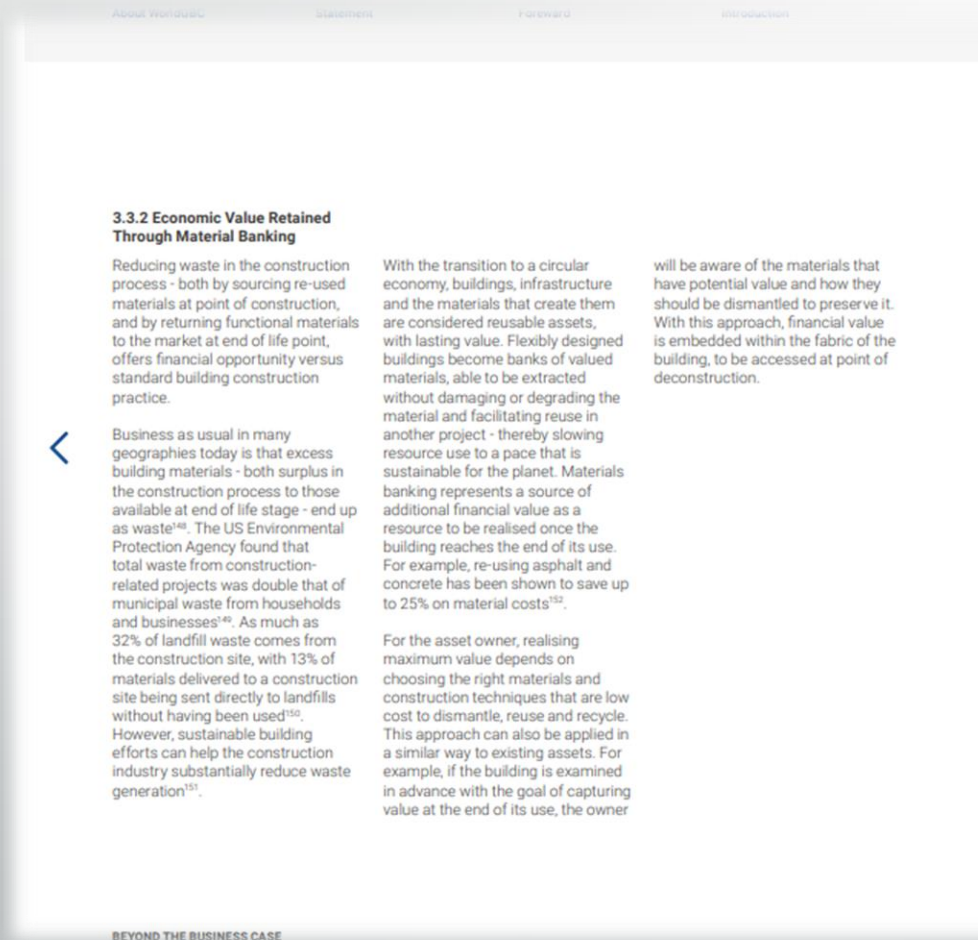 About WorldGBC
Statement
Foreward
Introduction
3.3.2 Economic Value Retained
Through Material Banking
Reducing waste in the construction
process - both by sourcing re-used
materials at point of construction,
and by returning functional materials
to the market at end of life point,
offers financial opportunity versus
standard building construction
practice.
Business as usual in many
geographies today is that excess
building materials - both surplus in
the construction process to those
available at end of life stage - end up
as waste¹⁴⁸. The US Environmental
Protection Agency found that
total waste from construction-
related projects was double that of
municipal waste from households
and businesses¹⁴⁹. As much as
32% of landfill waste comes from
the construction site, with 13% of
materials delivered to a construction
site being sent directly to landfills
without having been used¹⁵⁰.
However, sustainable building
efforts can help the construction
industry substantially reduce waste
generation¹⁵¹.
With the transition to a circular
economy, buildings, infrastructure
and the materials that create them
are considered reusable assets,
with lasting value. Flexibly designed
buildings become banks of valued
materials, able to be extracted
without damaging or degrading the
material and facilitating reuse in
another project - thereby slowing
resource use to a pace that is
sustainable for the planet. Materials
banking represents a source of
additional financial value as a
resource to be realised once the
building reaches the end of its use.
For example, re-using asphalt and
concrete has been shown to save up
to 25% on material costs¹⁵².
For the asset owner, realising
maximum value depends on
choosing the right materials and
construction techniques that are low
cost to dismantle, reuse and recycle.
This approach can also be applied in
a similar way to existing assets. For
example, if the building is examined
in advance with the goal of capturing
value at the end of its use, the owner
will be aware of the materials that
have potential value and how they
should be dismantled to preserve it.
With this approach, financial value
is embedded within the fabric of the
building, to be accessed at point of
deconstruction.
BEYOND THE BUSINESS CASE